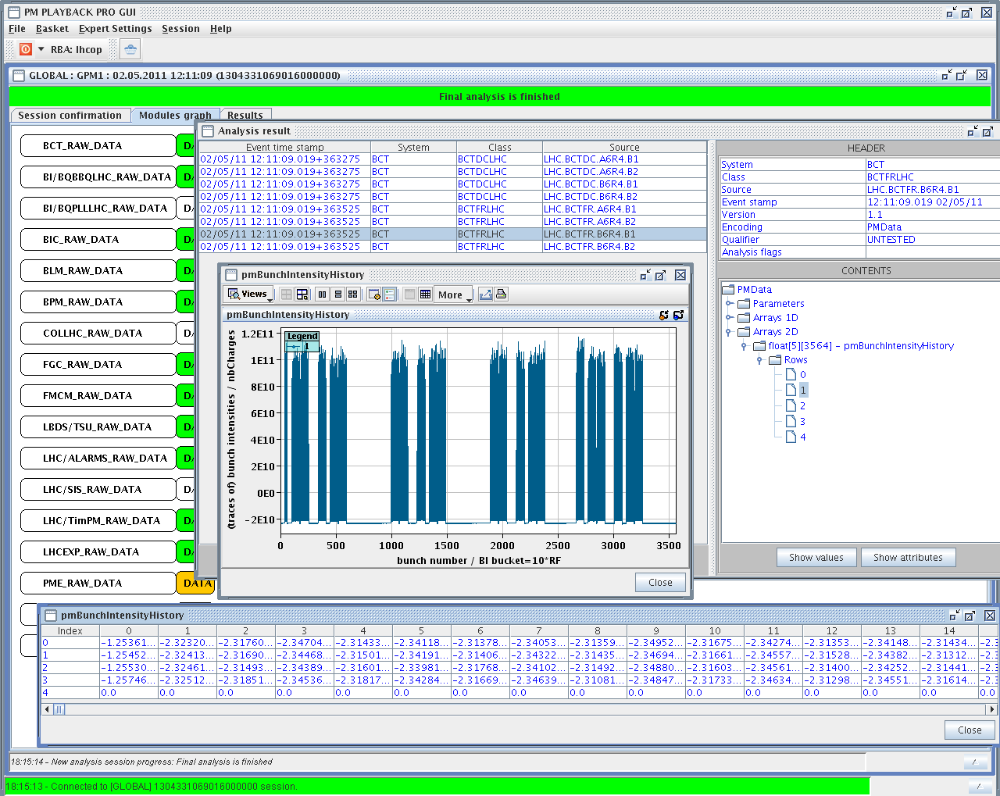 PM PLAYBACK PRO GUI
File Basket Expert Settings Session Help
RBA: lhcop
GLOBAL : GPM1 : 02.05.2011 12:11:09 (1304331069016000000)
Final analysis is finished
Session confirmation Modules graph Results
BCT_RAW_DATA
BI/BQBBQLHC_RAW_DATA
BI/BQPLLLHC_RAW_DATA
BIC_RAW_DATA
BLM_RAW_DATA
BPM_RAW_DATA
COLLHC_RAW_DATA
FGC_RAW_DATA
FMCM_RAW_DATA
LBDS/TSU_RAW_DATA
LHC/ALARMS_RAW_DATA
LHC/SIS_RAW_DATA
LHC/TimPM_RAW_DATA
LHCEXP_RAW_DATA
PME_RAW_DATA DATA
Analysis result
Event time stamp System Class Source
02/05/11 12:11:09.019+363275 BCT BCTDCLHC LHC.BCTDC.A6R4.B1
02/05/11 12:11:09.019+363275 BCT BCTDCLHC LHC.BCTDC.A6R4.B2
02/05/11 12:11:09.019+363275 BCT BCTDCLHC LHC.BCTDC.B6R4.B1
02/05/11 12:11:09.019+363275 BCT BCTDCLHC LHC.BCTDC.B6R4.B2
02/05/11 12:11:09.019+363525 BCT BCTFRLHC LHC.BCTFR.A6R4.B1
02/05/11 12:11:09.019+363525 BCT BCTFRLHC LHC.BCTFR.A6R4.B2
02/05/11 12:11:09.019+363525 BCT BCTFRLHC LHC.BCTFR.B6R4.B1
02/05/11 12:11:09.019+363525 BCT BCTFRLHC LHC.BCTFR.B6R4.B2
HEADER
System BCT
Class BCTFRLHC
Source LHC.BCTFR.B6R4.B1
Event stamp 12:11:09.019 02/05/11
Version 1.1
Encoding PMData
Qualifier UNTESTED
Analysis flags
CONTENTS
PMData
Parameters
Arrays 1D
Arrays 2D
float[5][3564] - pmBunchIntensityHistory
Rows
0
1
2
3
4
Show values Show attributes
pmBunchIntensityHistory
Views More
pmBunchIntensityHistory
Legend
1
(traces of) bunch intensities / nbCharges
1.2E11
1E11
8E10
6E10
4E10
2E10
0E0
-2E10
0 500 1000 1500 2000 2500 3000 3500
bunch number / BI bucket=10*RF
Close
pmBunchIntensityHistory
Index 0 1 2 3 4 5 6 7 8 9 10 11 12 13 14
0 -1.25361... -2.32320... -2.31760... -2.34704... -2.31433... -2.34118... -2.31378... -2.34053... -2.31359... -2.34952... -2.31675... -2.34274... -2.31353... -2.34148... -2.31434... -2.3
1 -1.25452... -2.32413... -2.31690... -2.34468... -2.31501... -2.34191... -2.31406... -2.34322... -2.31435... -2.34694... -2.31661... -2.34557... -2.31528... -2.34382... -2.31312... -2.3
2 -1.25530... -2.32461... -2.31493... -2.34389... -2.31601... -2.33981... -2.31768... -2.34102... -2.31492... -2.34880... -2.31603... -2.34561... -2.31400... -2.34252... -2.31441... -2.3
3 -1.25746... -2.32512... -2.31851... -2.34536... -2.31817... -2.34284... -2.31669... -2.34639... -2.31081... -2.34847... -2.31733... -2.34634... -2.31298... -2.34551... -2.31614... -2.3
4 0.0 0.0 0.0 0.0 0.0 0.0 0.0 0.0 0.0 0.0 0.0 0.0 0.0 0.0 0.0 0.0
Close
18:15:14 - New analysis session progress: Final analysis is finished
18:15:13 - Connected to [GLOBAL] 1304331069016000000 session.